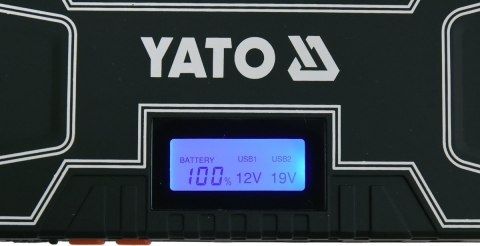 YATO
BATTERY USB1 USB2
100% 12V 19V